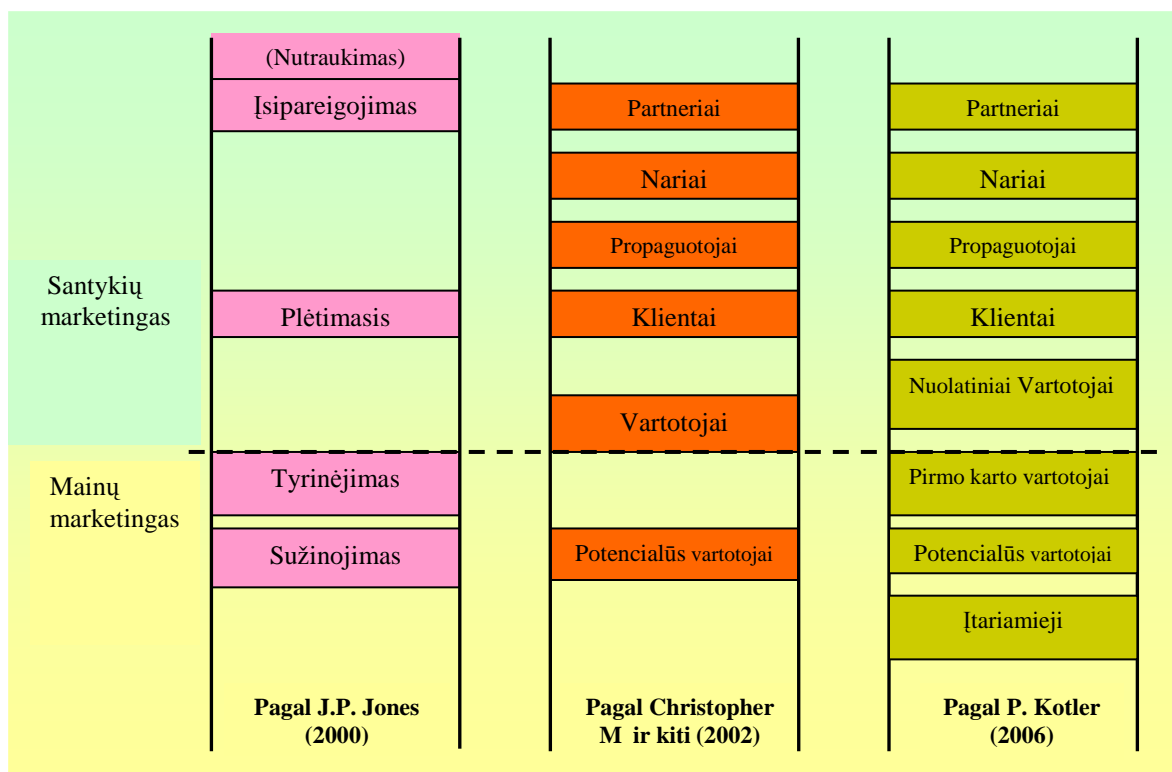 (Nutraukimas)
Įsipareigojimas
Partneriai
Partneriai
Nariai
Nariai
Propaguotojai
Propaguotojai
Santykių
marketingas
Plėtimasis
Klientai
Klientai
Nuolatiniai Vartotojai
Vartotojai
Mainų
marketingas
Tyrinėjimas
Pirmo karto vartotojai
Sužinojimas
Potencialūs vartotojai
Potencialūs vartotojai
Įtariamieji
Pagal J.P. Jones
(2000)
Pagal Christopher
M ir kiti (2002)
Pagal P. Kotler
(2006)